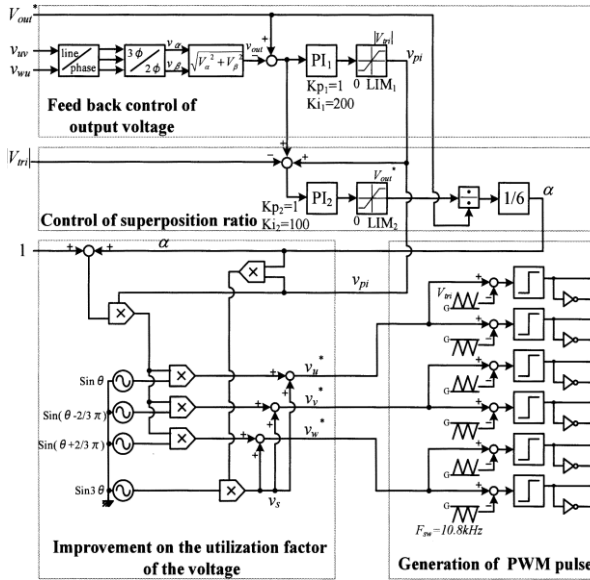 Vout*
vuv
vwu
line
phase
3φ
2φ
vα
vβ
√Vα²+Vβ²
vout
PI1
Kp1=1
Ki1=200
|Vtri|
0 LIM1
vpi
Feed back control of
output voltage
|Vtri|
PI2
Kp2=1
Ki2=100
Vout*
0 LIM2
÷
1/6
α
Control of superposition ratio
1
α
vpi
Sin θ
Sin(θ-2/3 π)
Sin(θ+2/3 π)
Sin3 θ
vu*
vv*
vw*
vs
Improvement on the utilization factor
of the voltage
Vtri
G
G
G
G
G
G
Fsw=10.8kHz
Generation of PWM pulse